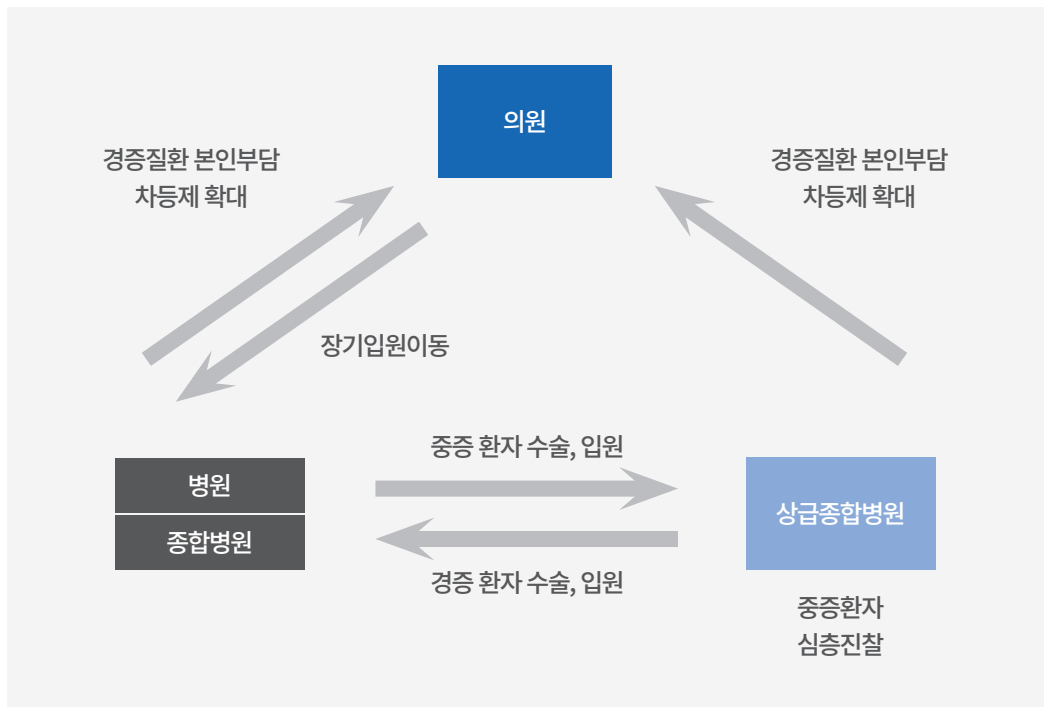 의원
경증질환 본인부담
차등제 확대
경증질환 본인부담
차등제 확대
장기입원이동
중증 환자 수술, 입원
병원
종합병원
상급종합병원
경증 환자 수술, 입원
중증환자
심층진찰